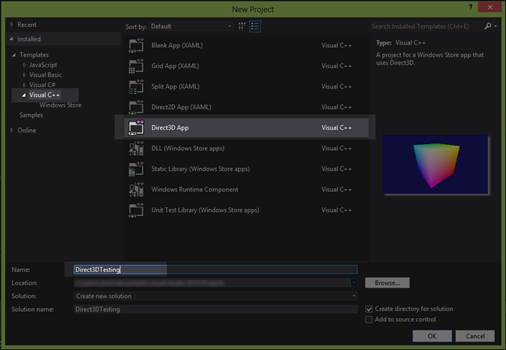 New Project
Recent
Installed
Templates
JavaScript
Visual Basic
Visual C#
Visual C++
Windows Store
Samples
Online
Sort by: Default
Search Installed Templates (Ctrl+E)
Blank App (XAML) Visual C++
Grid App (XAML) Visual C++
Split App (XAML) Visual C++
Direct2D App (XAML) Visual C++
Direct3D App Visual C++
DLL (Windows Store apps) Visual C++
Static Library (Windows Store apps) Visual C++
Windows Runtime Component Visual C++
Unit Test Library (Windows Store apps) Visual C++
Type: Visual C++
A project for a Windows Store app that
uses Direct3D.
Name: Direct3DTesting
Location:
Browse...
Solution: Create new solution
Solution name: Direct3DTesting
Create directory for solution
Add to source control
OK Cancel